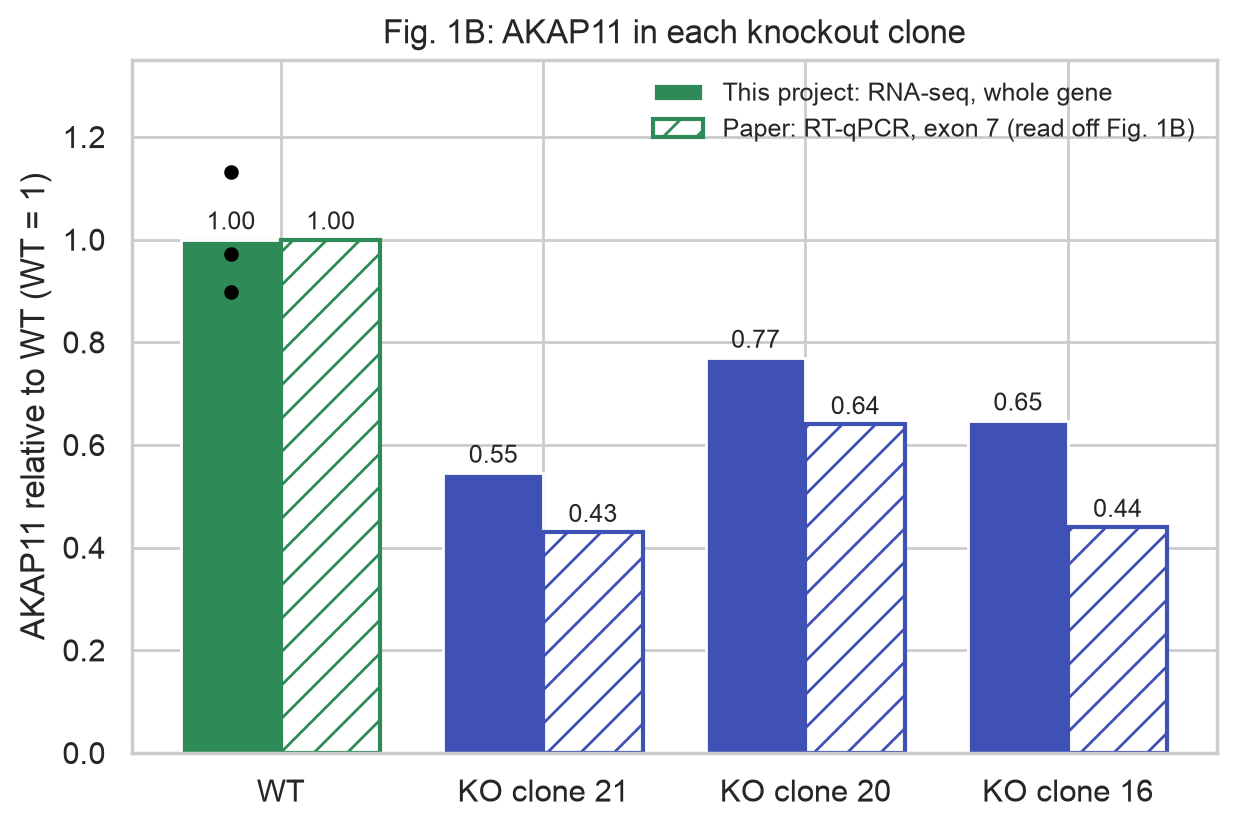 Fig. 1B: AKAP11 in each knockout clone
This project: RNA-seq, whole gene
Paper: RT-qPCR, exon 7 (read off Fig. 1B)
AKAP11 relative to WT (WT = 1)
1.2
1.0
0.8
0.6
0.4
0.2
0.0
1.00
1.00
0.55
0.43
0.77
0.64
0.65
0.44
WT
KO clone 21
KO clone 20
KO clone 16